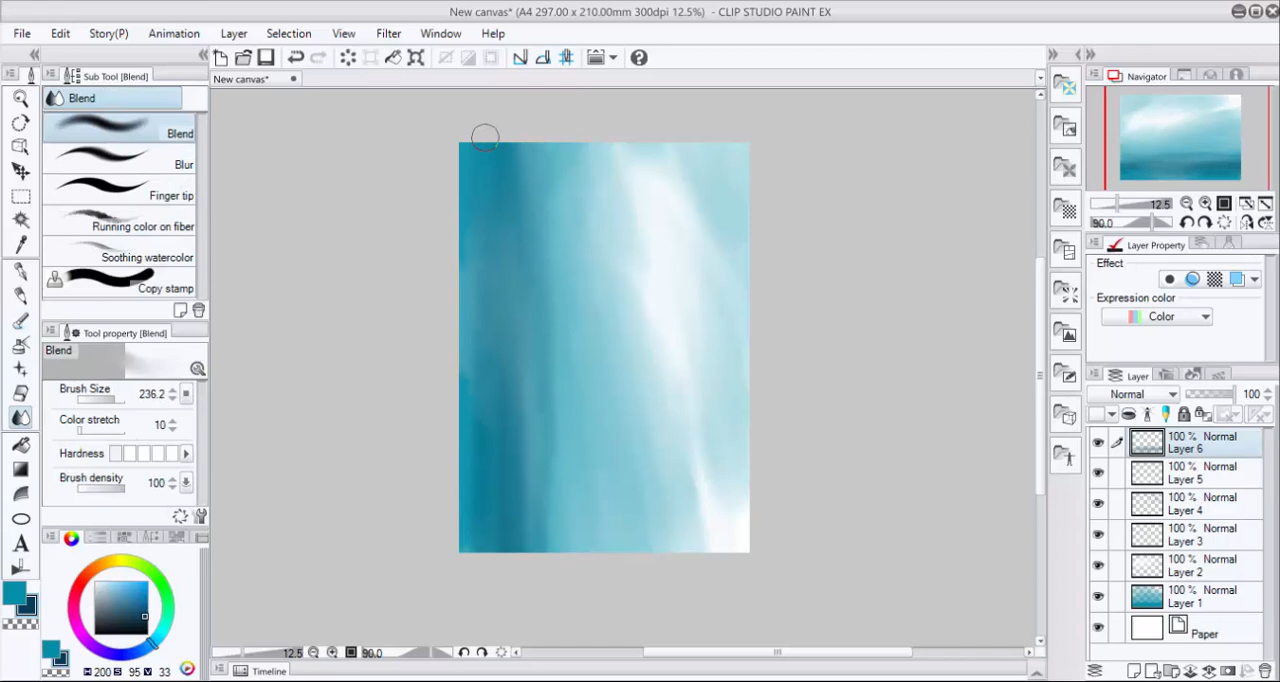 New canvas* (A4 297.00 x 210.00mm 300dpi 12.5%) - CLIP STUDIO PAINT EX
File Edit Story(P) Animation Layer Selection View Filter Window Help
Sub Tool [Blend]
New canvas*
Navigator
Blend
Blend
Blur
Finger tip
Running color on fiber
Soothing watercolor
Copy stamp
12.5
90.0
Layer Property
Effect
Expression color
Color
Tool property [Blend]
Blend
Brush Size 236.2
Color stretch 10
Hardness
Brush density 100
Layer
Normal 100
100 % Normal
Layer 6
100 % Normal
Layer 5
100 % Normal
Layer 4
100 % Normal
Layer 3
100 % Normal
Layer 2
100 % Normal
Layer 1
Paper
12.5 90.0
H 200 S 95 V 33
Timeline